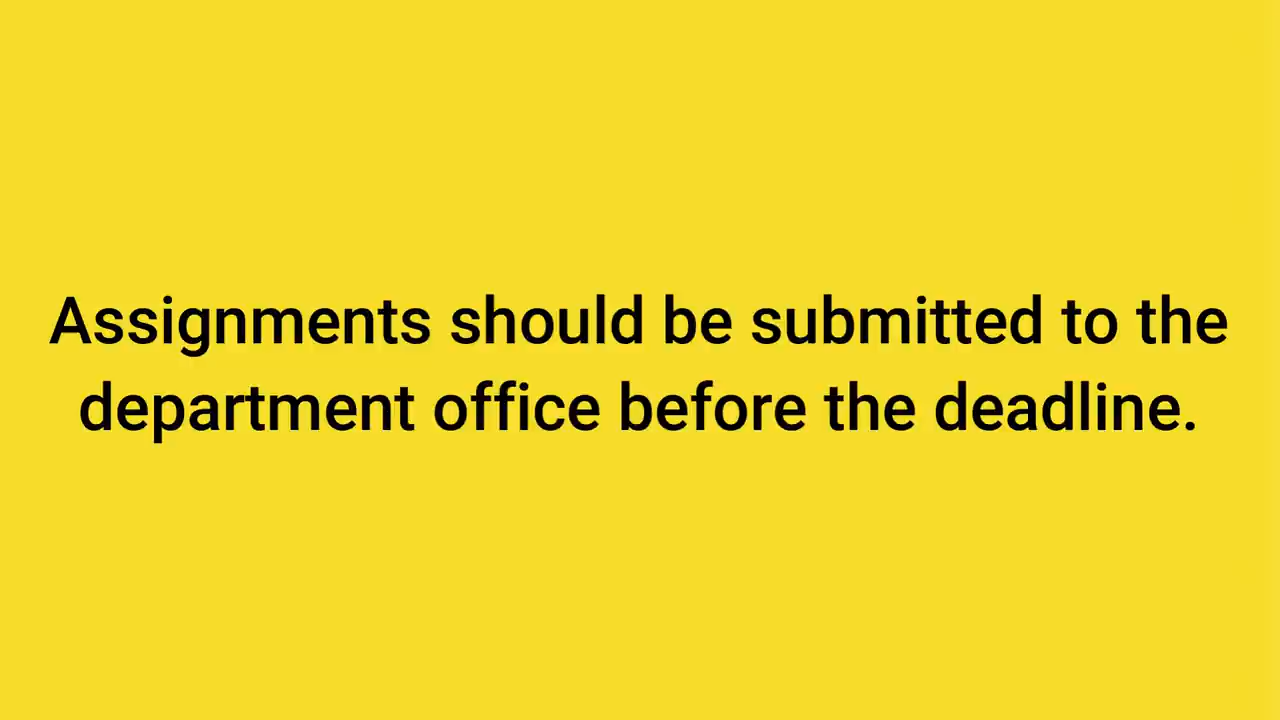 Assignments should be submitted to the
department office before the deadline.